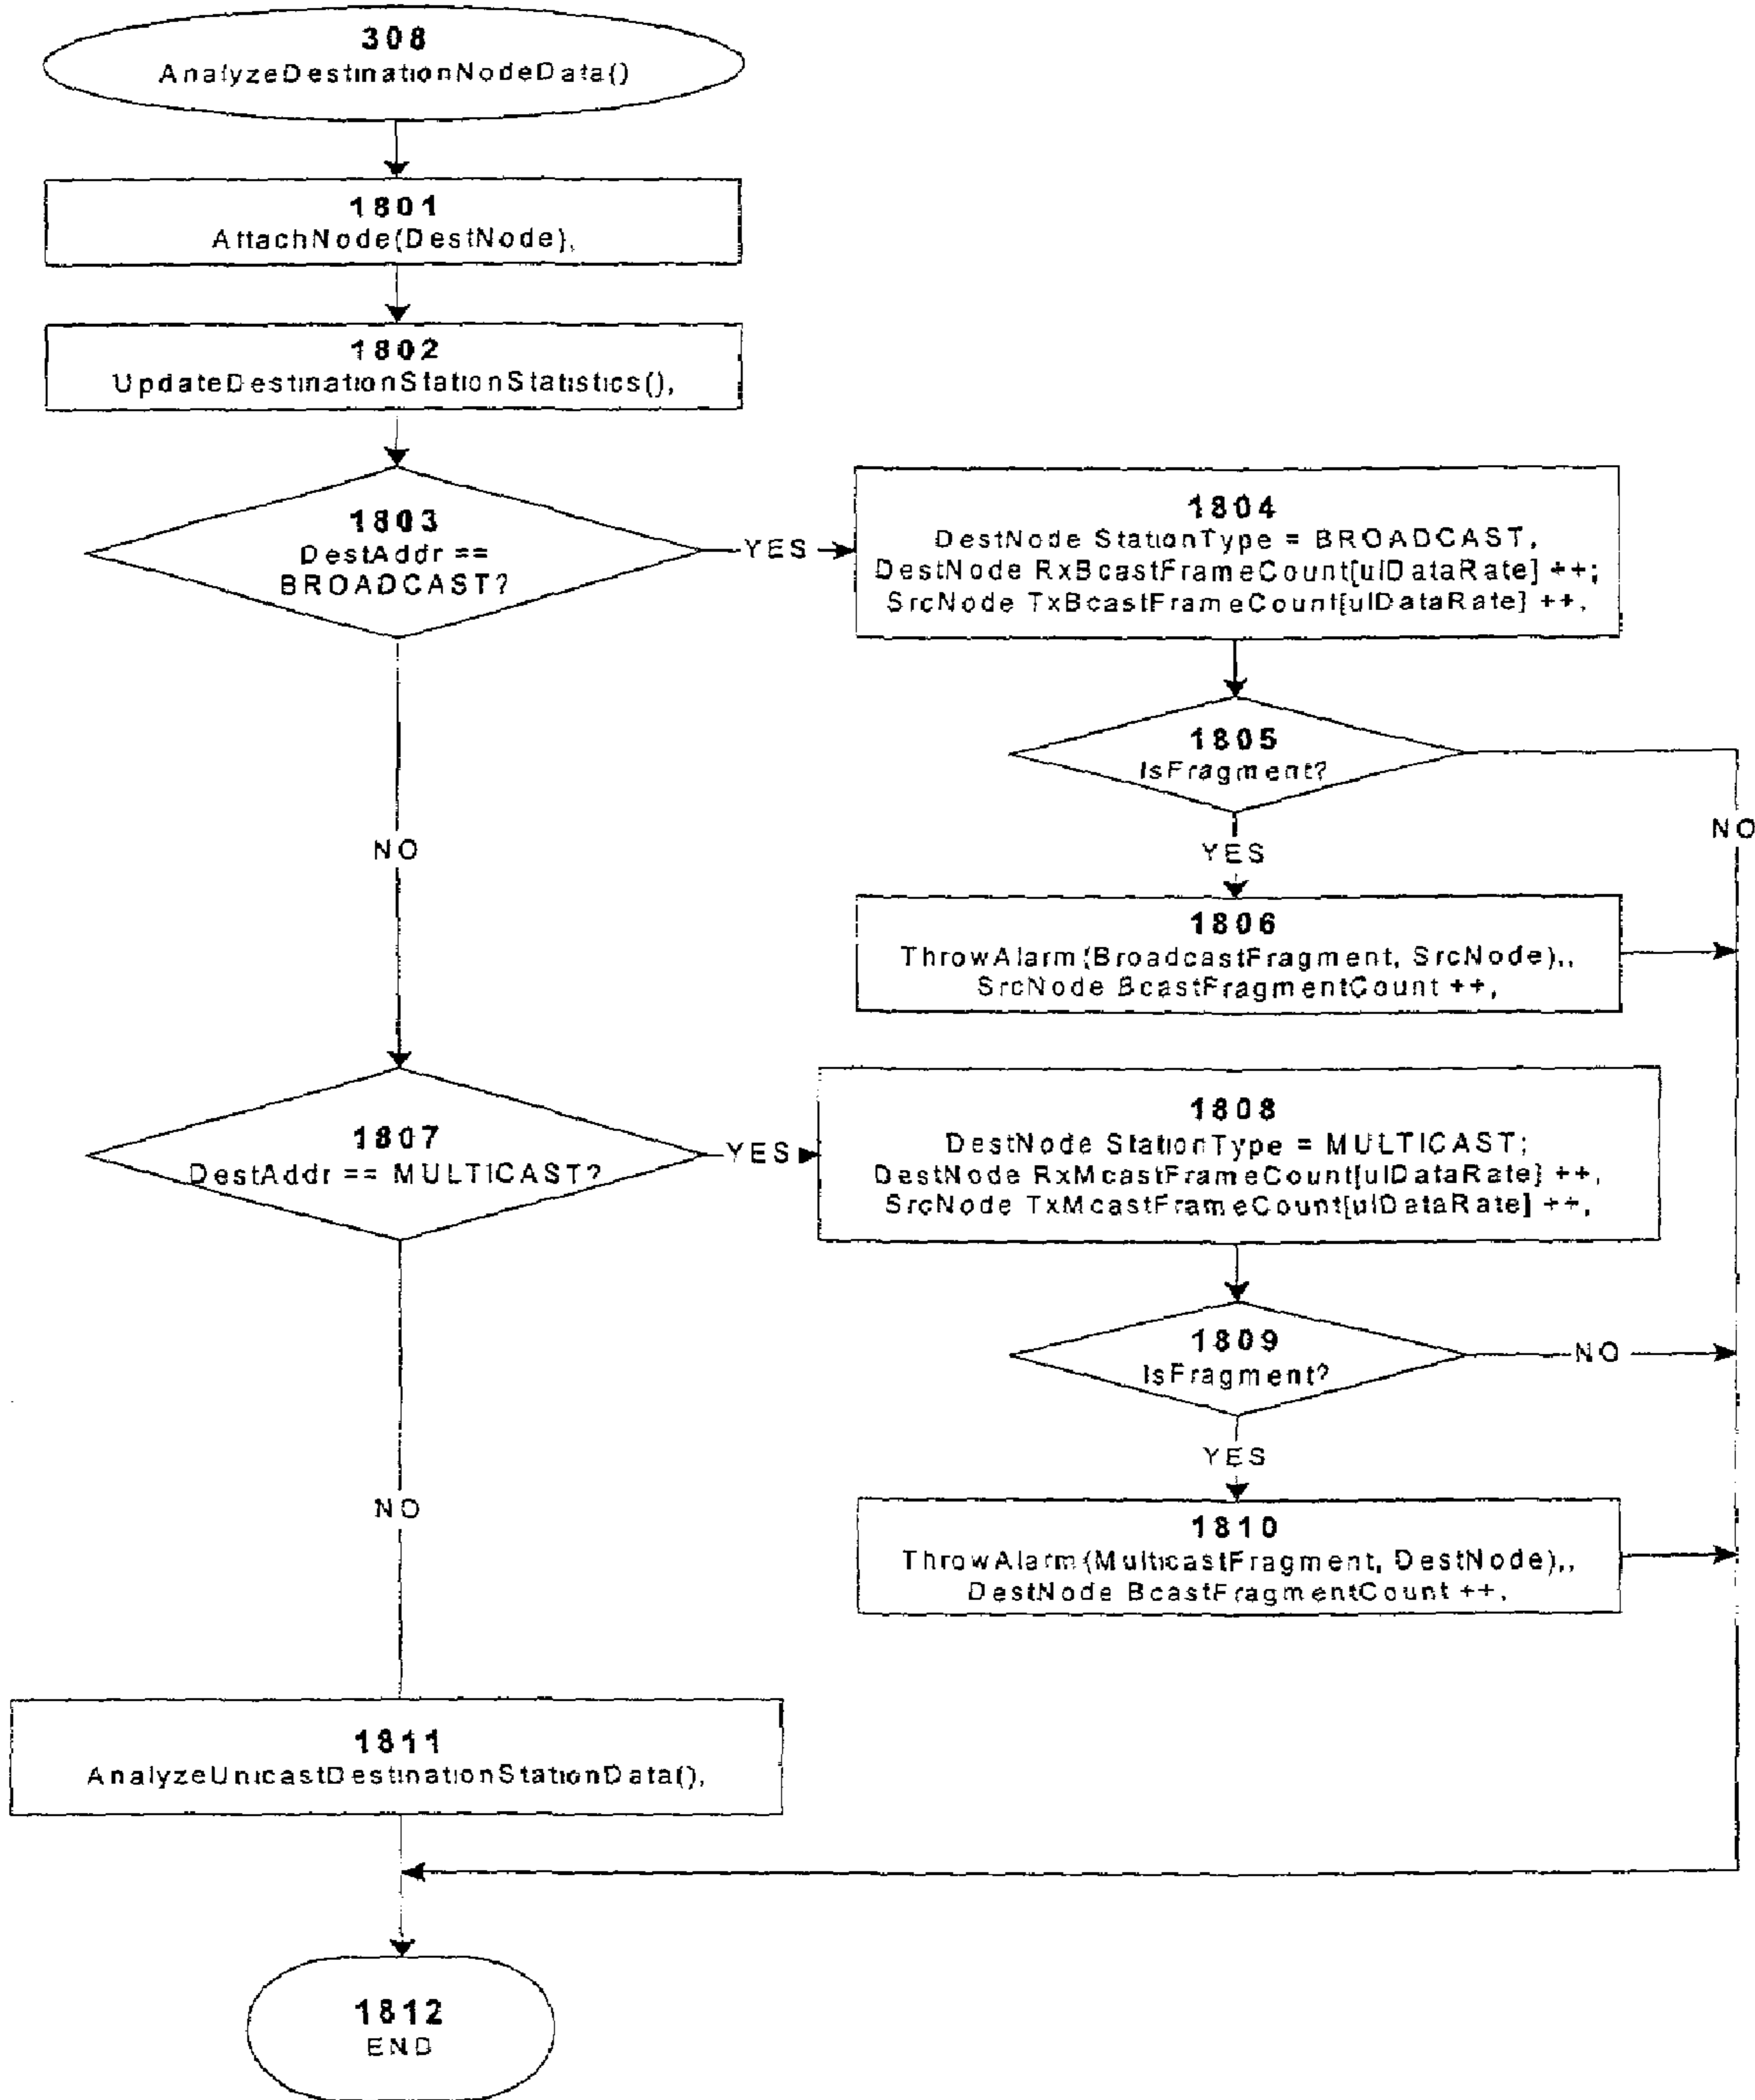 308
AnalyzeDestinationNodeData()
1801
AttachNode(DestNode),
1802
UpdateDestinationStationStatistics(),
1803
DestAddr ==
BROADCAST?
YES
1804
DestNode StationType = BROADCAST,
DestNode RxBcastFrameCount[ulDataRate] ++;
SrcNode TxBcastFrameCount[ulDataRate] ++,
1805
IsFragment?
NO
NO
YES
1806
ThrowAlarm(BroadcastFragment, SrcNode),,
SrcNode BcastFragmentCount ++,
1807
DestAddr == MULTICAST?
YES
1808
DestNode StationType = MULTICAST;
DestNode RxMcastFrameCount[ulDataRate] ++,
SrcNode TxMcastFrameCount[ulDataRate] ++,
1809
IsFragment?
NO
YES
NO
1810
ThrowAlarm(MulticastFragment, DestNode),,
DestNode BcastFragmentCount ++,
1811
AnalyzeUnicastDestinationStationData(),
1812
END